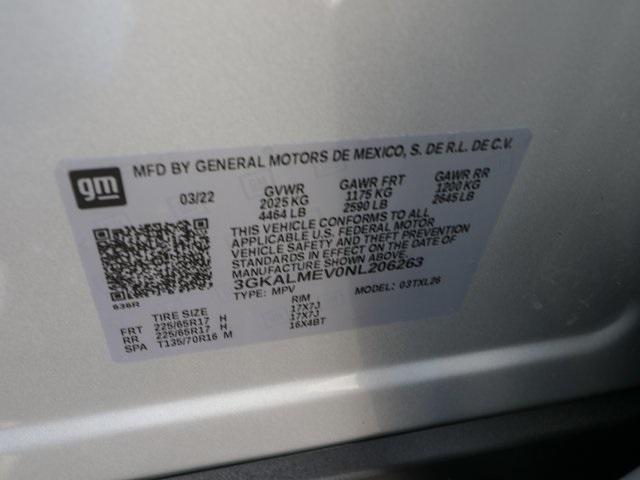 gm
MFD BY GENERAL MOTORS DE MEXICO, S. DE R.L. DE C.V.
03/22
GVWR
2025 KG
4464 LB
GAWR FRT
1175 KG
2590 LB
GAWR RR
1200 KG
2645 LB
THIS VEHICLE CONFORMS TO ALL
APPLICABLE U.S. FEDERAL MOTOR
VEHICLE SAFETY AND THEFT PREVENTION
STANDARDS IN EFFECT ON THE DATE OF
MANUFACTURE SHOWN ABOVE.
3GKALMEV0NL206263
TYPE: MPV
MODEL: 03TXL26
636R
TIRE SIZE
RIM
FRT 225/65R17 H 17X7J
RR 225/65R17 H 17X7J
SPA T135/70R16 M 16X4BT